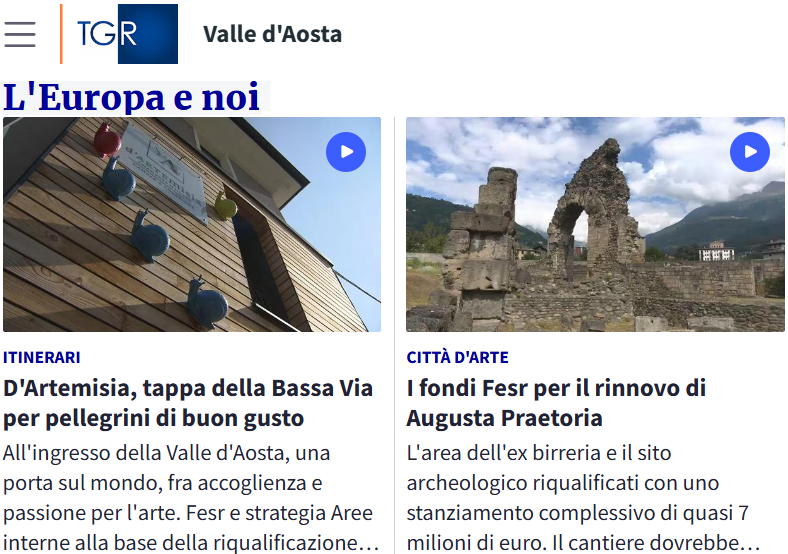 TGR Valle d'Aosta
L'Europa e noi
d'Artemisia
ITINERARI
D'Artemisia, tappa della Bassa Via
per pellegrini di buon gusto
All'ingresso della Valle d'Aosta, una
porta sul mondo, fra accoglienza e
passione per l'arte. Fesr e strategia Aree
interne alla base della riqualificazione…
CITTÀ D'ARTE
I fondi Fesr per il rinnovo di
Augusta Praetoria
L'area dell'ex birreria e il sito
archeologico riqualificati con uno
stanziamento complessivo di quasi 7
milioni di euro. Il cantiere dovrebbe…